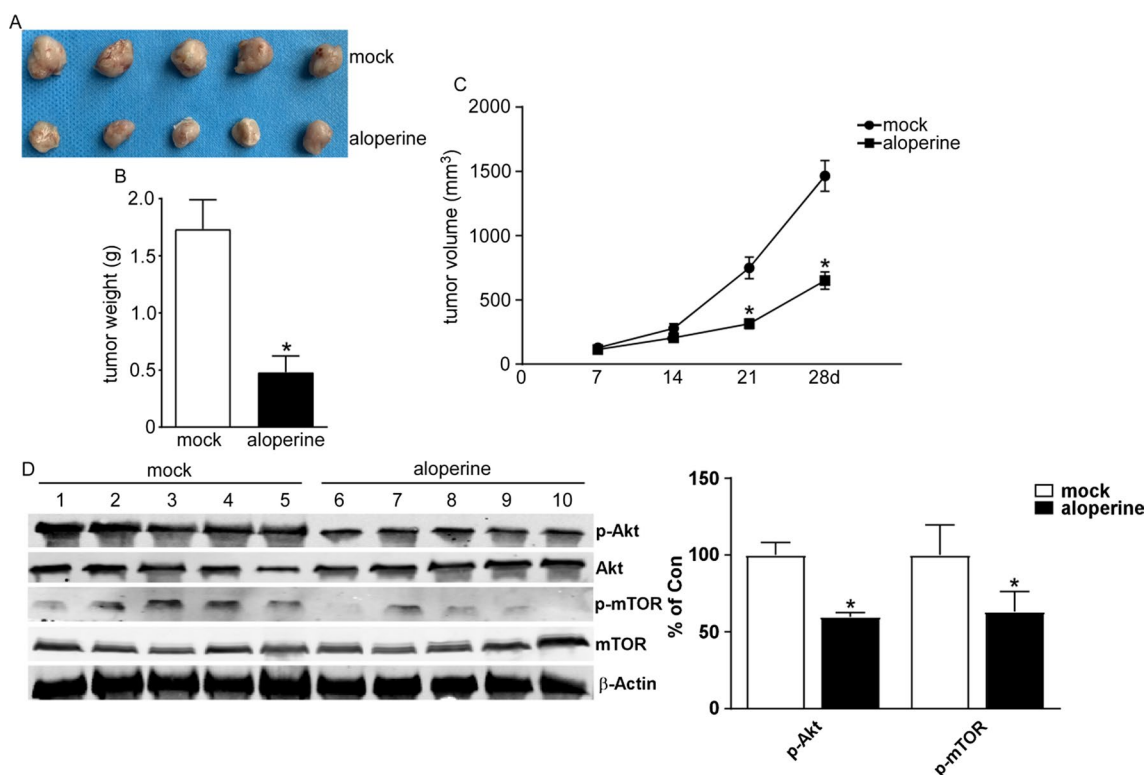 A
mock
aloperine
B
tumor weight (g)
2.0
1.5
1.0
0.5
0
*
mock
aloperine
C
tumor volume (mm³)
2000
1500
1000
500
0
mock
aloperine
*
*
0 7 14 21 28d
D
mock aloperine
1 2 3 4 5 6 7 8 9 10
p-Akt
Akt
p-mTOR
mTOR
β-Actin
% of Con
150
100
50
0
mock
aloperine
*
*
p-Akt
p-mTOR